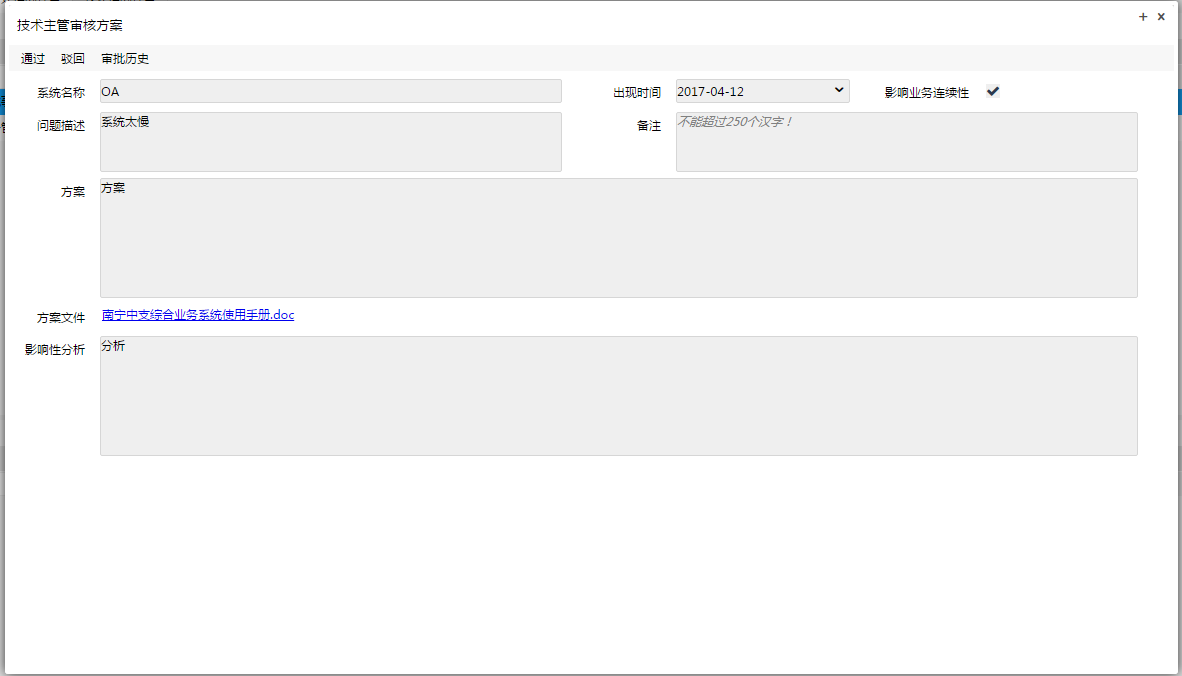 技术主管审核方案
通过 驳回 审批历史
系统名称 OA 出现时间 2017-04-12 影响业务连续性
问题描述 系统太慢 备注 不能超过250个汉字！
方案 方案
方案文件 南宁中支综合业务系统使用手册.doc
影响性分析 分析